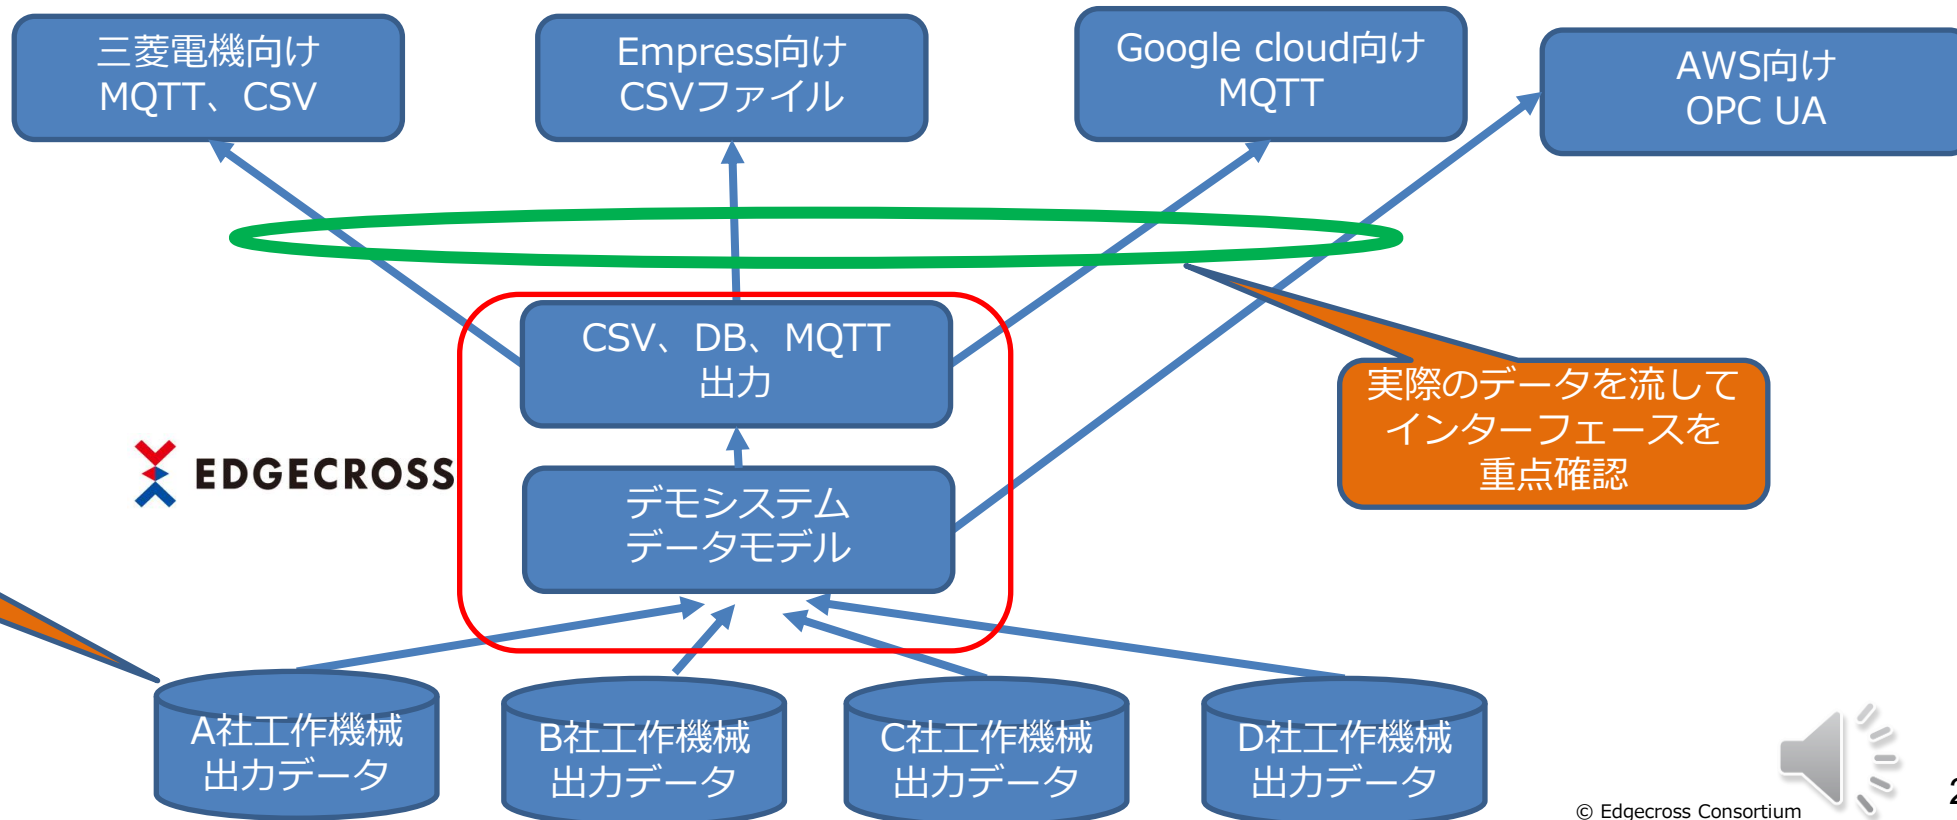 三菱電機向け
MQTT、CSV
Empress向け
CSVファイル
Google cloud向け
MQTT
AWS向け
OPC UA
CSV、DB、MQTT
出力
実際のデータを流して
インターフェースを
重点確認
EDGECROSS
デモシステム
データモデル
A社工作機械
出力データ
B社工作機械
出力データ
C社工作機械
出力データ
D社工作機械
出力データ
© Edgecross Consortium